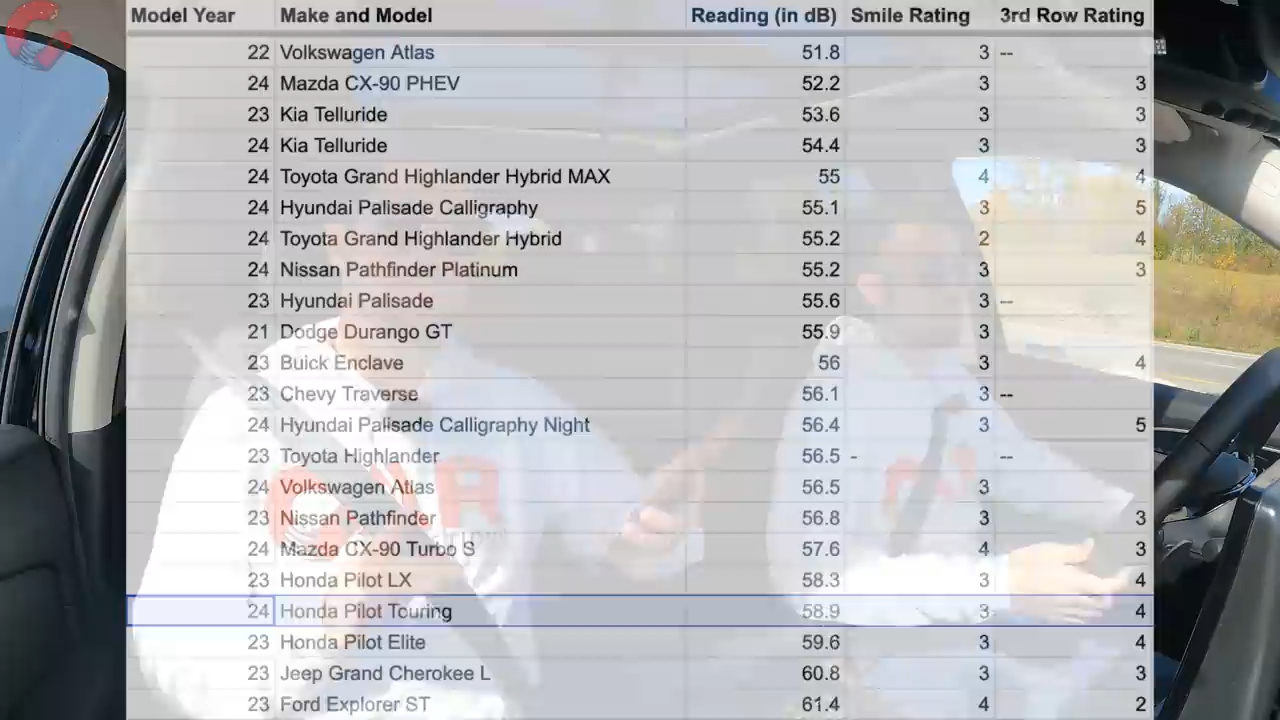 Model Year Make and Model Reading (in dB) Smile Rating 3rd Row Rating
22 Volkswagen Atlas 51.8 3 --
24 Mazda CX-90 PHEV 52.2 3 3
23 Kia Telluride 53.6 3 3
24 Kia Telluride 54.4 3 3
24 Toyota Grand Highlander Hybrid MAX 55 4 4
24 Hyundai Palisade Calligraphy 55.1 3 5
24 Toyota Grand Highlander Hybrid 55.2 2 4
24 Nissan Pathfinder Platinum 55.2 3 3
23 Hyundai Palisade 55.6 3 --
21 Dodge Durango GT 55.9 3
23 Buick Enclave 56 3 4
23 Chevy Traverse 56.1 3 --
24 Hyundai Palisade Calligraphy Night 56.4 3 5
23 Toyota Highlander 56.5 - --
24 Volkswagen Atlas 56.5 3
23 Nissan Pathfinder 56.8 3 3
24 Mazda CX-90 Turbo S 57.6 4 3
23 Honda Pilot LX 58.3 3 4
24 Honda Pilot Touring 58.9 3 4
23 Honda Pilot Elite 59.6 3 4
23 Jeep Grand Cherokee L 60.8 3 3
23 Ford Explorer ST 61.4 4 2